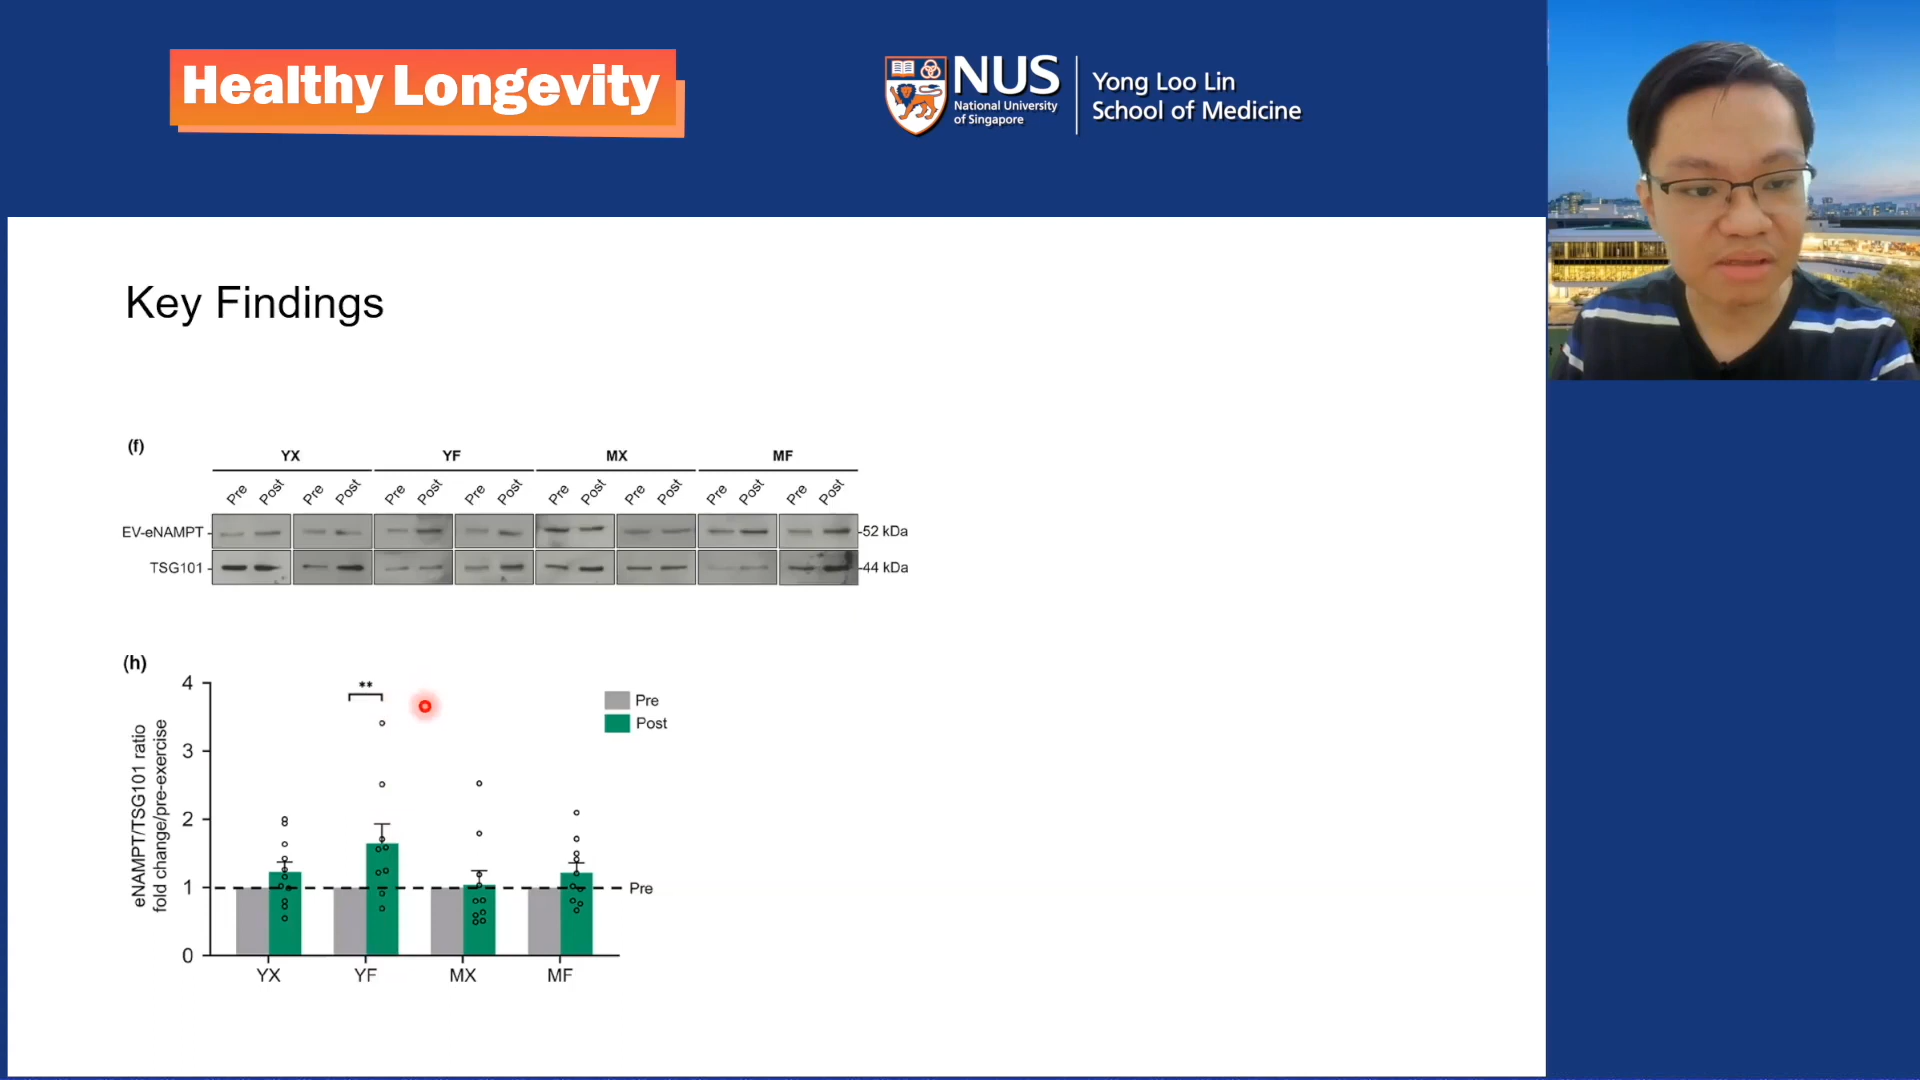 Healthy Longevity
NUS
National University
of Singapore
Yong Loo Lin
School of Medicine
Key Findings
(f)
YX YF MX MF
Pre Post Pre Post Pre Post Pre Post Pre Post Pre Post Pre Post Pre Post
EV-eNAMPT 52 kDa
TSG101 44 kDa
(h)
eNAMPT/TSG101 ratio
fold change/pre-exercise
4
3
2
1
0
**
Pre
Post
Pre
YX YF MX MF